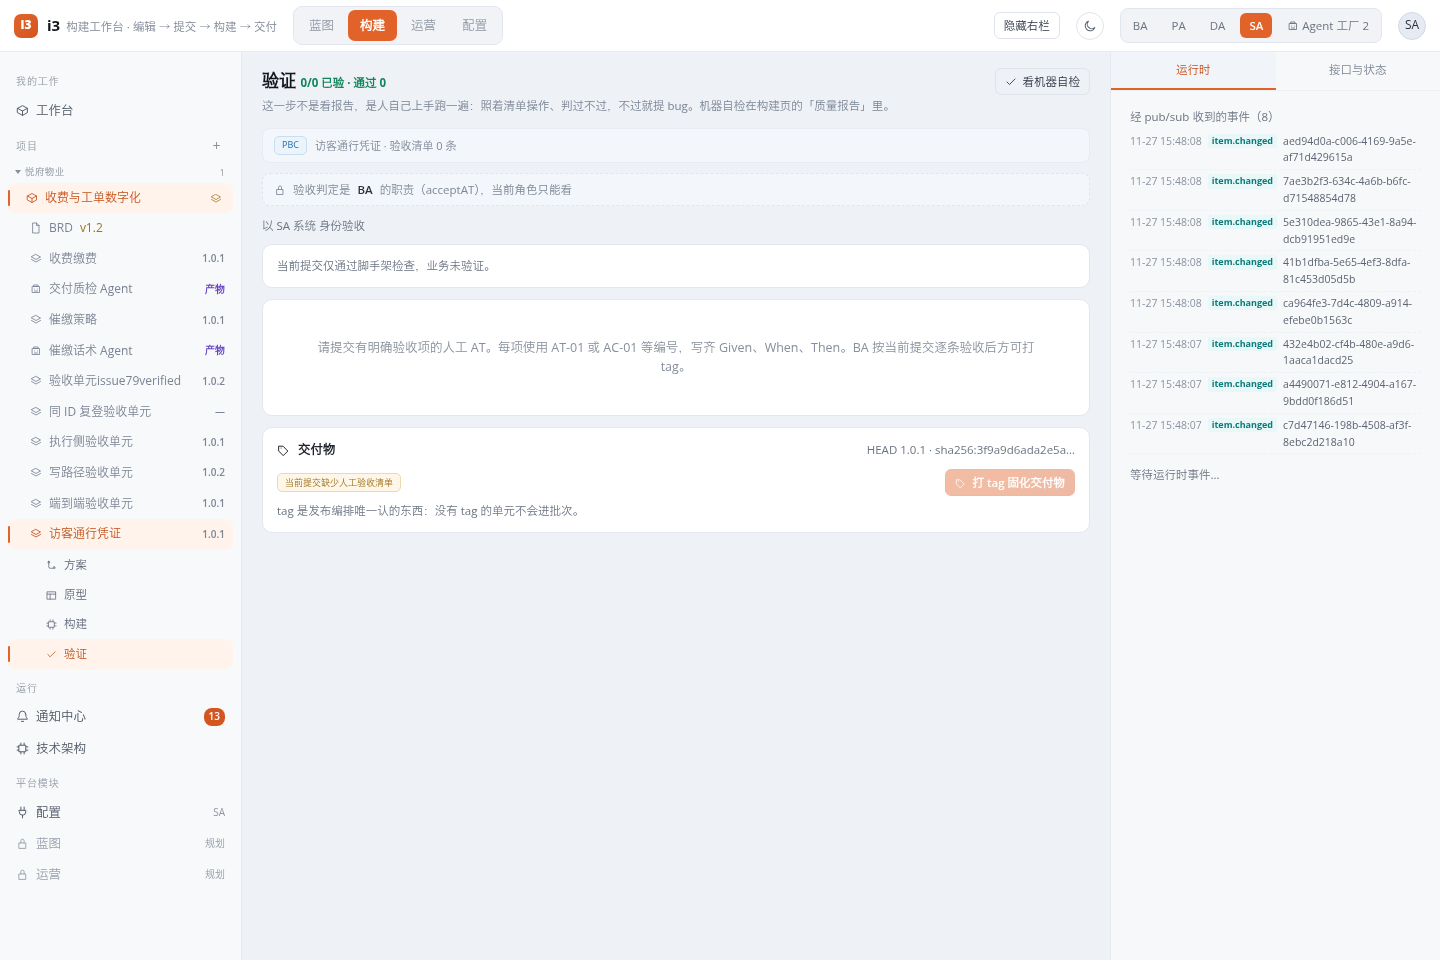 i3
i3 构建工作台 · 编辑 → 提交 → 构建 → 交付
蓝图 构建 运营 配置
隐藏右栏
BA PA DA SA Agent 工厂 2
SA
我的工作
工作台
项目 +
悦府物业 1
收费与工单数字化
BRD v1.2
收费缴费 1.0.1
交付质检 Agent 产物
催缴策略 1.0.1
催缴话术 Agent 产物
验收单元issue79verified 1.0.2
同 ID 复登验收单元 —
执行侧验收单元 1.0.1
写路径验收单元 1.0.2
端到端验收单元 1.0.1
访客通行凭证 1.0.1
方案
原型
构建
验证
运行
通知中心 13
技术架构
平台模块
配置 SA
蓝图 规划
运营 规划
验证 0/0 已验 · 通过 0
看机器自检
这一步不是看报告，是人自己上手跑一遍：照着清单操作、判过不过，不过就提 bug。机器自检在构建页的「质量报告」里。
PBC 访客通行凭证 · 验收清单 0 条
验收判定是 BA 的职责（acceptAT），当前角色只能看
以 SA 系统 身份验收
当前提交仅通过脚手架检查，业务未验证。
请提交有明确验收项的人工 AT。每项使用 AT-01 或 AC-01 等编号，写齐 Given、When、Then。BA 按当前提交逐条验收后方可打
tag。
交付物 HEAD 1.0.1 · sha256:3f9a9d6ada2e5a...
当前提交缺少人工验收清单 打 tag 固化交付物
tag 是发布编排唯一认的东西：没有 tag 的单元不会进批次。
运行时 接口与状态
经 pub/sub 收到的事件（8）
11-27 15:48:08 item.changed aed94d0a-c006-4169-9a5e-
af71d429615a
11-27 15:48:08 item.changed 7ae3b2f3-634c-4a6b-b6fc-
d71548854d78
11-27 15:48:08 item.changed 5e310dea-9865-43e1-8a94-
dcb91951ed9e
11-27 15:48:08 item.changed 41b1dfba-5e65-4ef3-8dfa-
81c453d05d5b
11-27 15:48:08 item.changed ca964fe3-7d4c-4809-a914-
efebe0b1563c
11-27 15:48:07 item.changed 432e4b02-cf4b-480e-a9d6-
1aaca1dacd25
11-27 15:48:07 item.changed a4490071-e812-4904-a167-
9bdd0f186d51
11-27 15:48:07 item.changed c7d47146-198b-4508-af3f-
8ebc2d218a10
等待运行时事件...